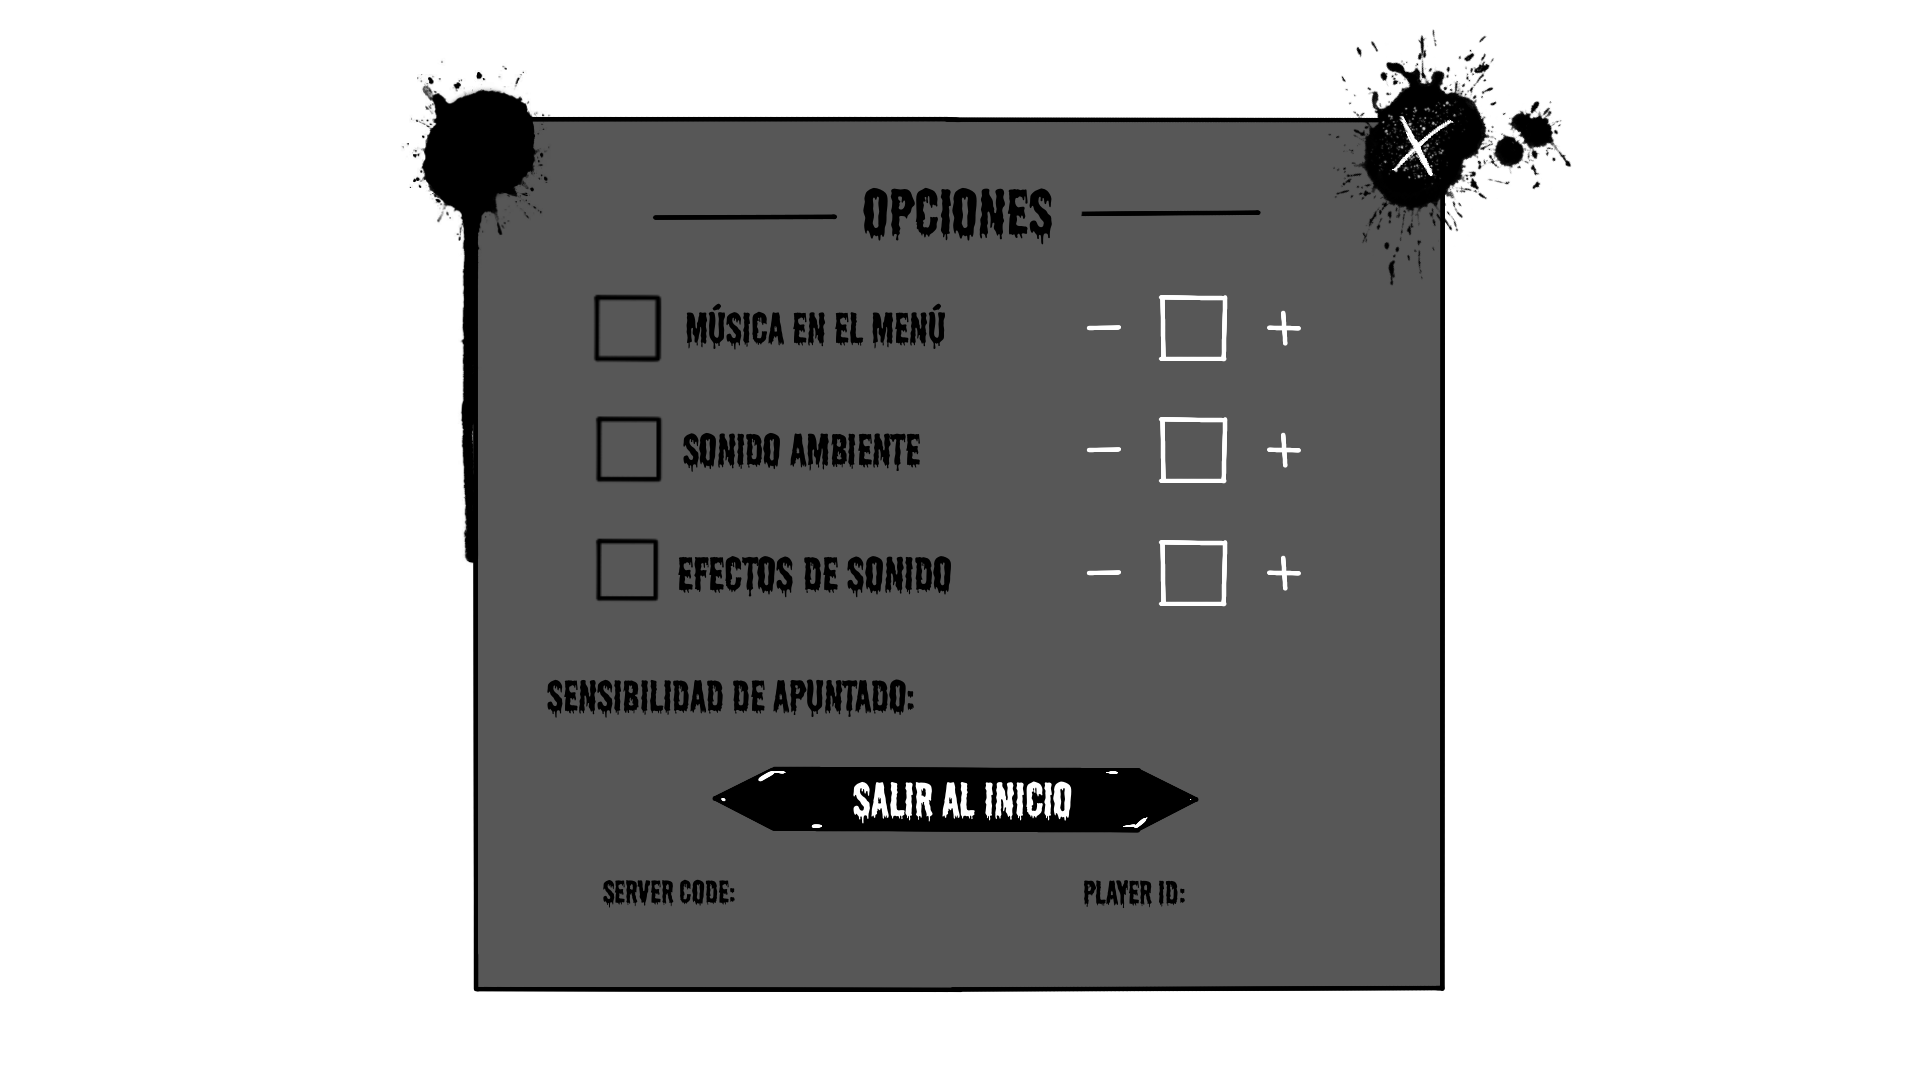 OPCIONES
MÚSICA EN EL MENÚ - +
SONIDO AMBIENTE - +
EFECTOS DE SONIDO - +
SENSIBILIDAD DE APUNTADO:
SALIR AL INICIO
SERVER CODE: PLAYER ID: